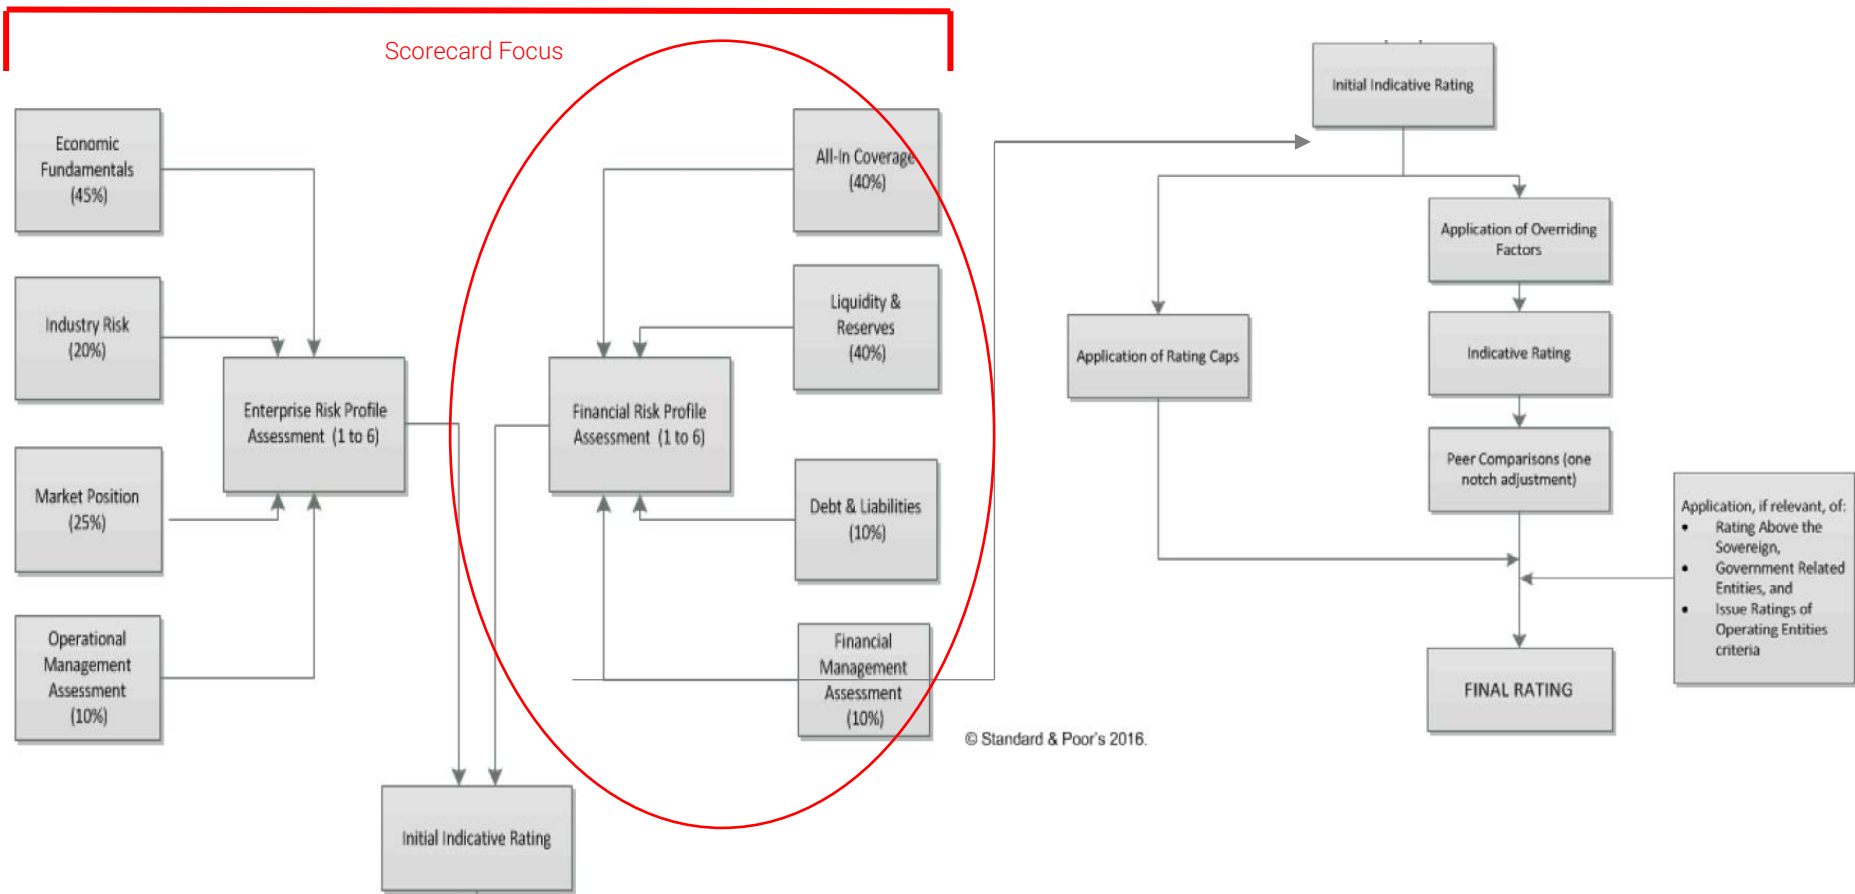 Scorecard Focus
Economic
Fundamentals
(45%)
Industry Risk
(20%)
Market Position
(25%)
Operational
Management
Assessment
(10%)
Enterprise Risk Profile
Assessment (1 to 6)
Financial Risk Profile
Assessment (1 to 6)
All-In Coverage
(40%)
Liquidity &
Reserves
(40%)
Debt & Liabilities
(10%)
Financial
Management
Assessment
(10%)
Initial Indicative Rating
© Standard & Poor's 2016.
Initial Indicative Rating
Application of Rating Caps
Application of Overriding
Factors
Indicative Rating
Peer Comparisons (one
notch adjustment)
Application, if relevant, of:
• Rating Above the
Sovereign,
• Government Related
Entities, and
• Issue Ratings of
Operating Entities
criteria
FINAL RATING